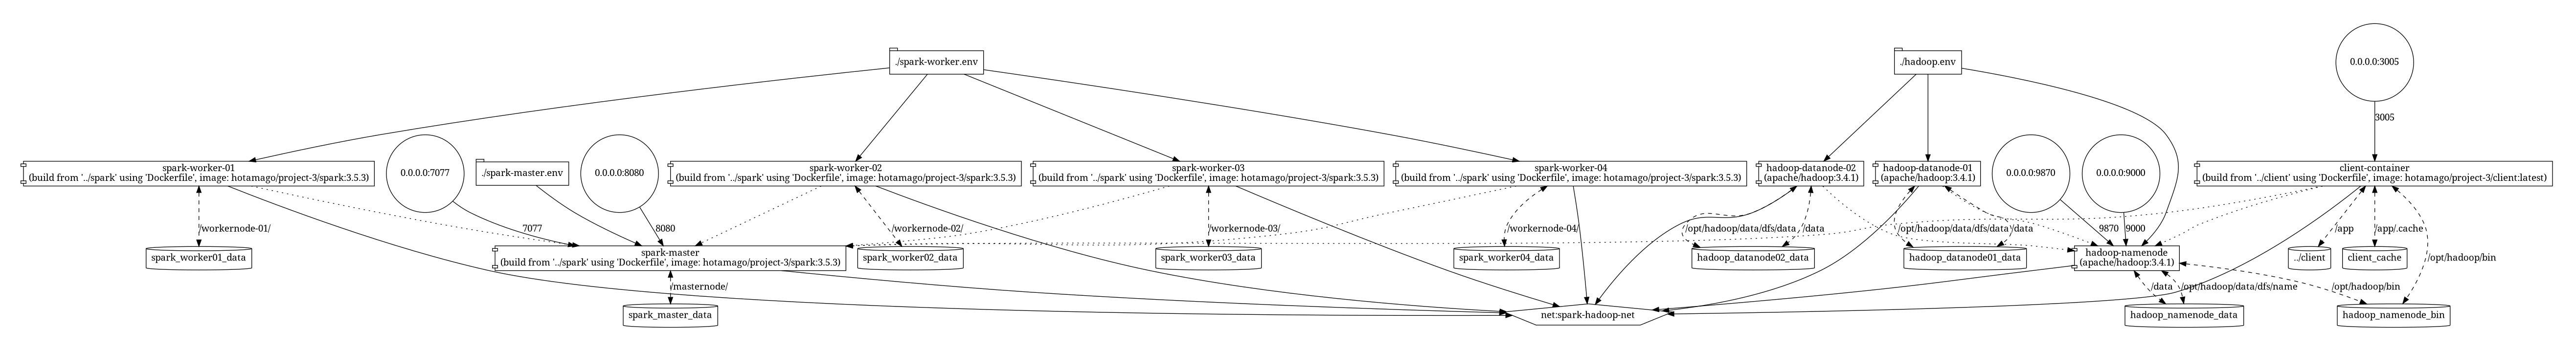 ./spark-worker.env
./hadoop.env
0.0.0.0:3005
3005
spark-worker-01
(build from '../spark' using 'Dockerfile', image: hotamago/project-3/spark:3.5.3)
0.0.0.0:7077
./spark-master.env
0.0.0.0:8080
spark-worker-02
(build from '../spark' using 'Dockerfile', image: hotamago/project-3/spark:3.5.3)
spark-worker-03
(build from '../spark' using 'Dockerfile', image: hotamago/project-3/spark:3.5.3)
spark-worker-04
(build from '../spark' using 'Dockerfile', image: hotamago/project-3/spark:3.5.3)
hadoop-datanode-02
(apache/hadoop:3.4.1)
hadoop-datanode-01
(apache/hadoop:3.4.1)
0.0.0.0:9870
0.0.0.0:9000
client-container
(build from '../client' using 'Dockerfile', image: hotamago/project-3/client:latest)
/workernode-01/
7077
8080
/workernode-02/
/workernode-03/
/workernode-04/
/opt/hadoop/data/dfs/data
/data
/opt/hadoop/data/dfs/data
/data
9870
9000
/app
/app/.cache
/opt/hadoop/bin
spark_worker01_data
spark-master
(build from '../spark' using 'Dockerfile', image: hotamago/project-3/spark:3.5.3)
spark_worker02_data
spark_worker03_data
spark_worker04_data
hadoop_datanode02_data
hadoop_datanode01_data
hadoop-namenode
(apache/hadoop:3.4.1)
../client
client_cache
/masternode/
/data
/opt/hadoop/data/dfs/name
/opt/hadoop/bin
spark_master_data
net:spark-hadoop-net
hadoop_namenode_data
hadoop_namenode_bin